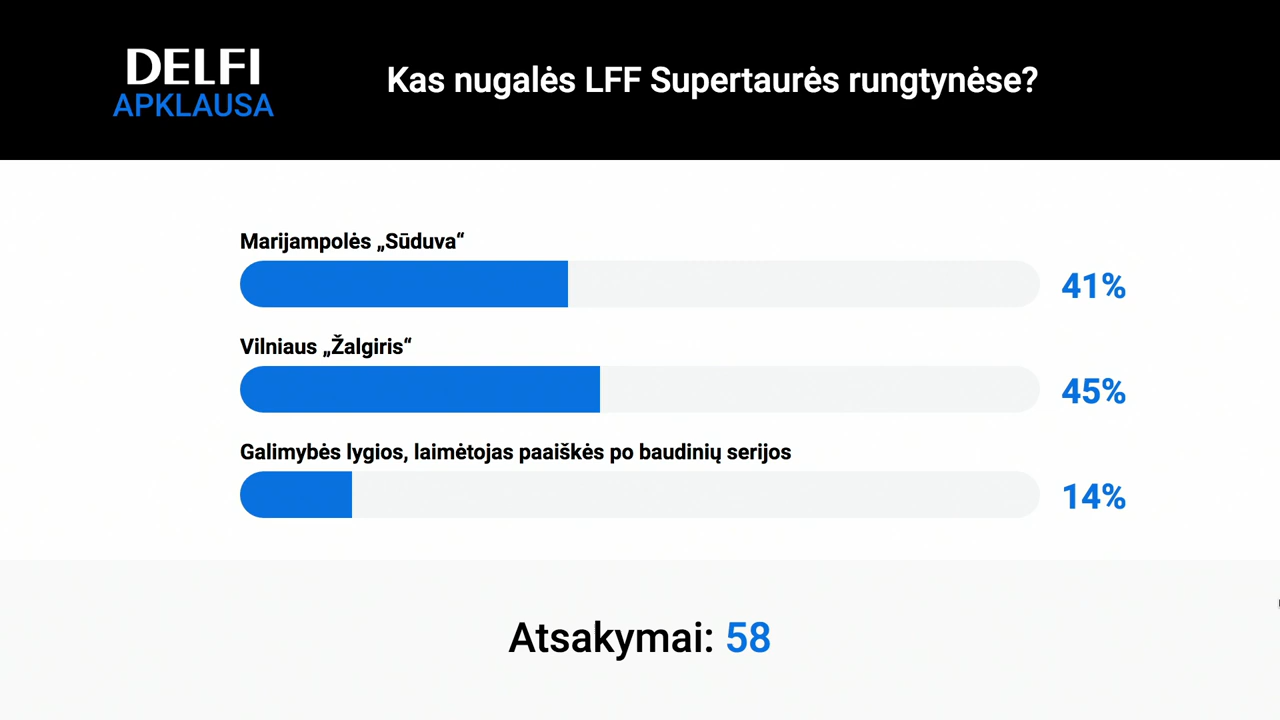 DELFI
APKLAUSA
Kas nugalės LFF Supertaurės rungtynėse?
Marijampolės „Sūduva“
41%
Vilniaus „Žalgiris“
45%
Galimybės lygios, laimėtojas paaiškės po baudinių serijos
14%
Atsakymai: 58